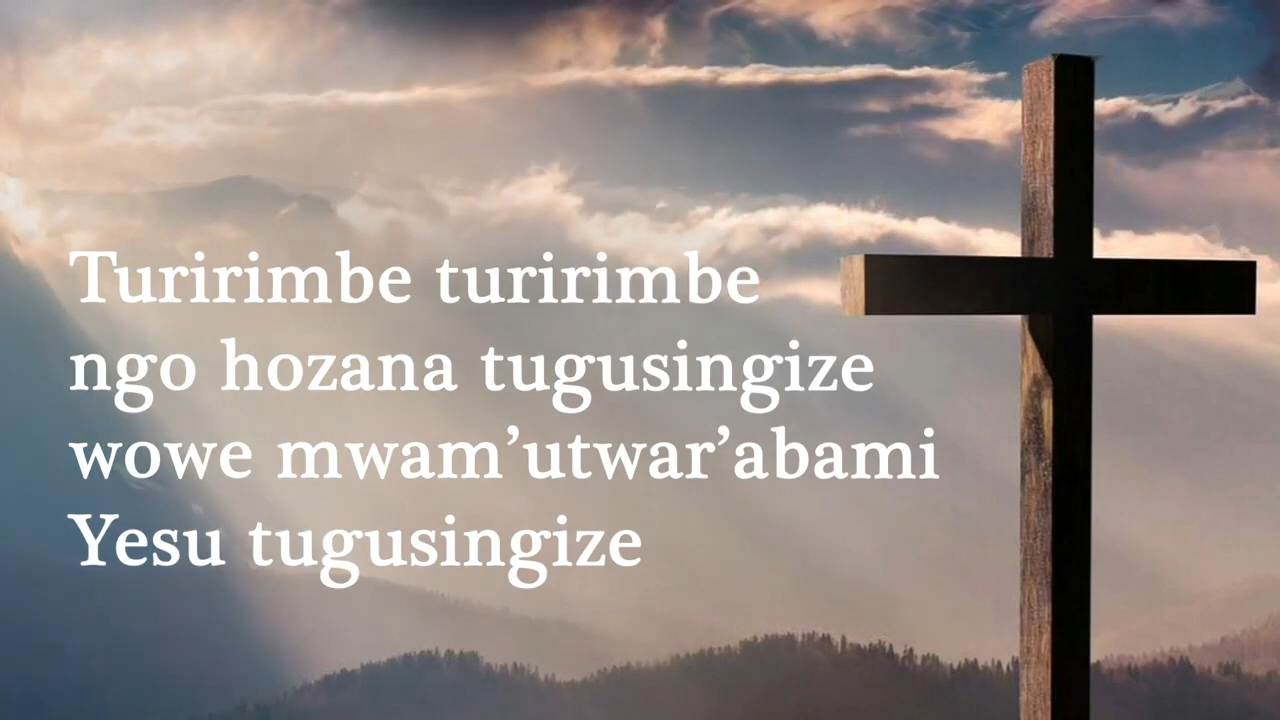 Turirimbe turirimbe
ngo hozana tugusingize
wowe mwam’utwar’abami
Yesu tugusingize